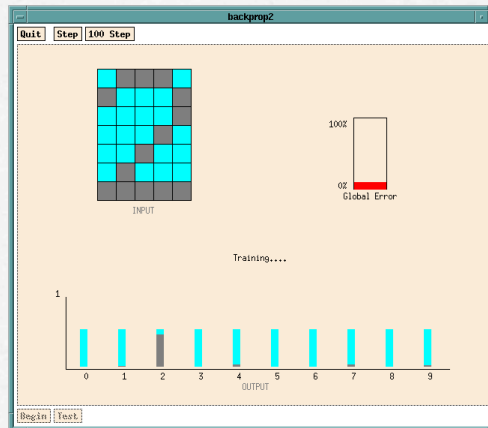 backprop2
Quit Step 100 Step
100%
0%
Global Error
INPUT
Training....
1
0 1 2 3 4 5 6 7 8 9
OUTPUT
Begin Test